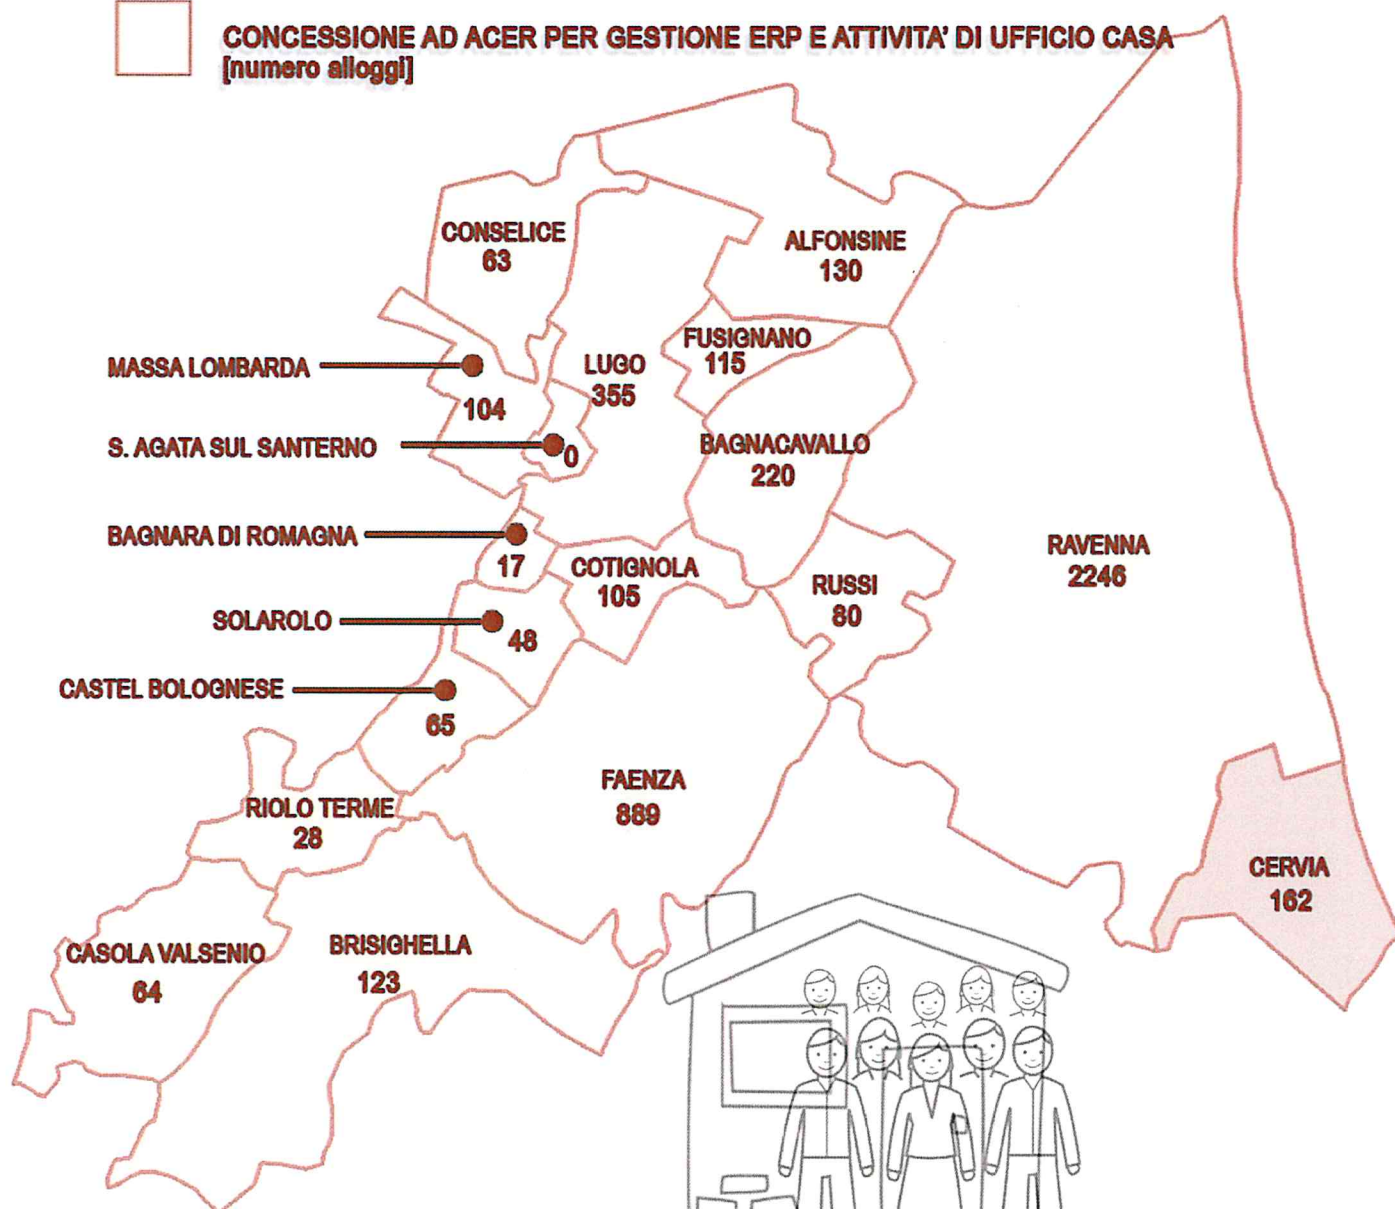 CONCESSIONE AD ACER PER GESTIONE ERP E ATTIVITA' DI UFFICIO CASA
[numero alloggi]
CONSELICE
63
ALFONSINE
130
FUSIGNANO
115
MASSA LOMBARDA
104
LUGO
355
S. AGATA SUL SANTERNO
0
BAGNACAVALLO
220
BAGNARA DI ROMAGNA
17
COTIGNOLA
105
RAVENNA
2246
RUSSI
80
SOLAROLO
48
CASTEL BOLOGNESE
65
FAENZA
889
RIOLO TERME
28
CERVIA
162
CASOLA VALSENIO
64
BRISIGHELLA
123